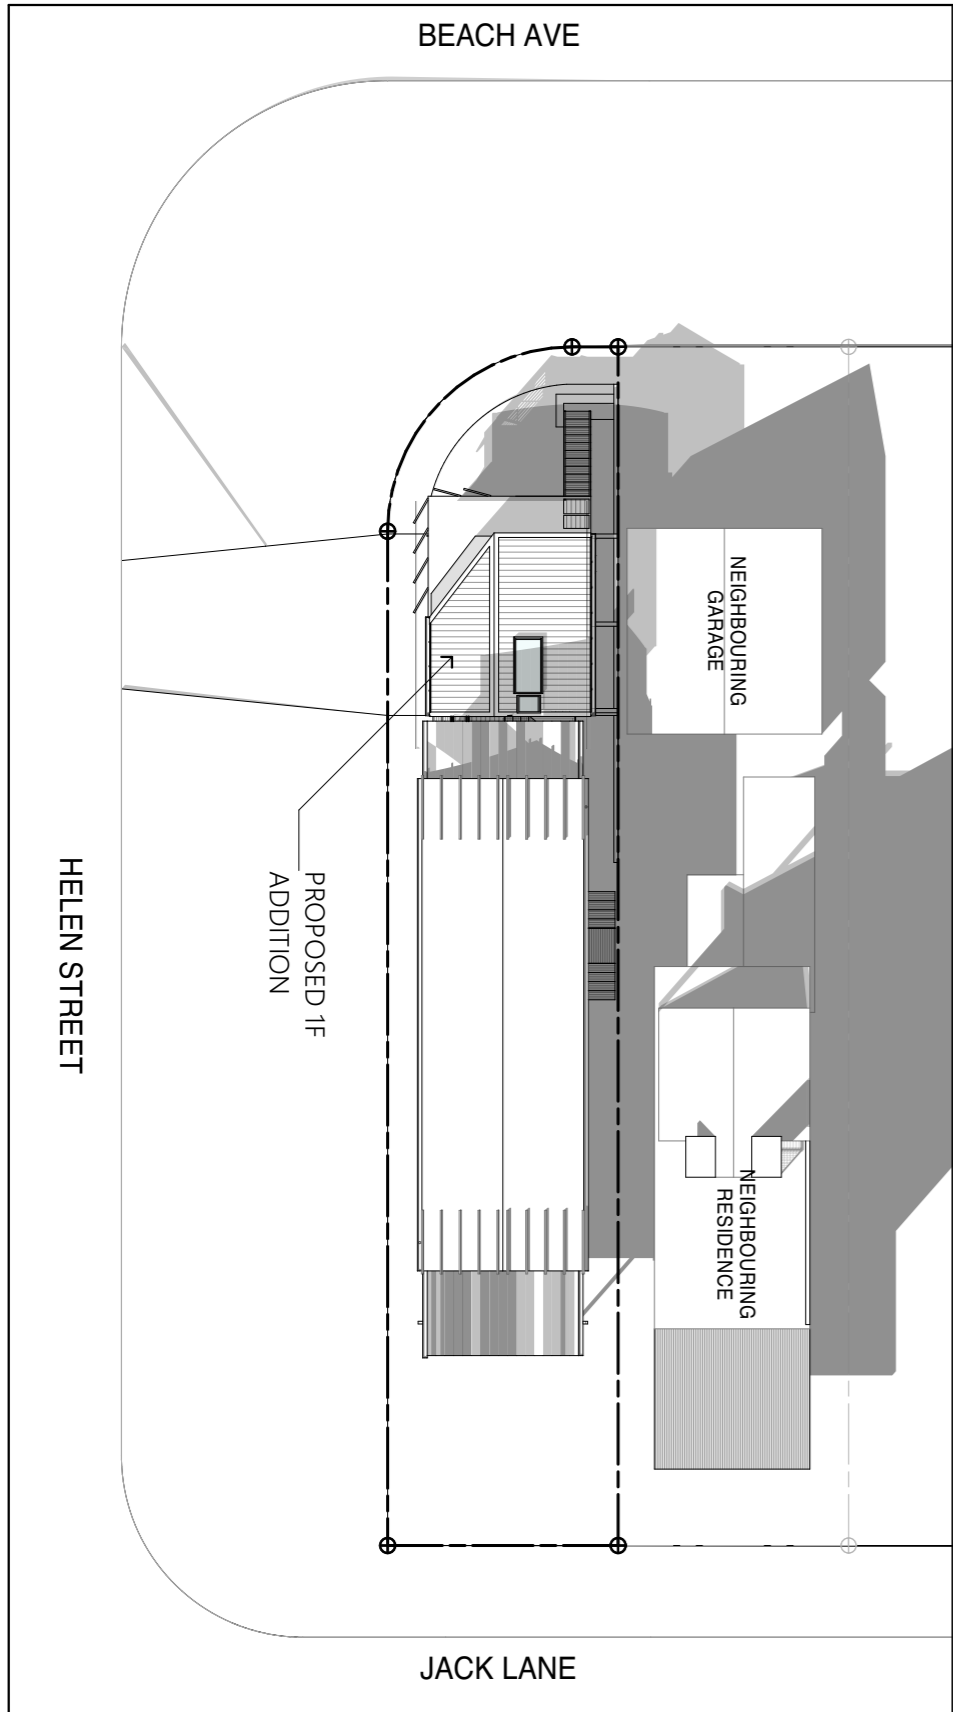 BEACH AVE
NEIGHBOURING
GARAGE
PROPOSED 1F
ADDITION
HELEN STREET
NEIGHBOURING
RESIDENCE
JACK LANE